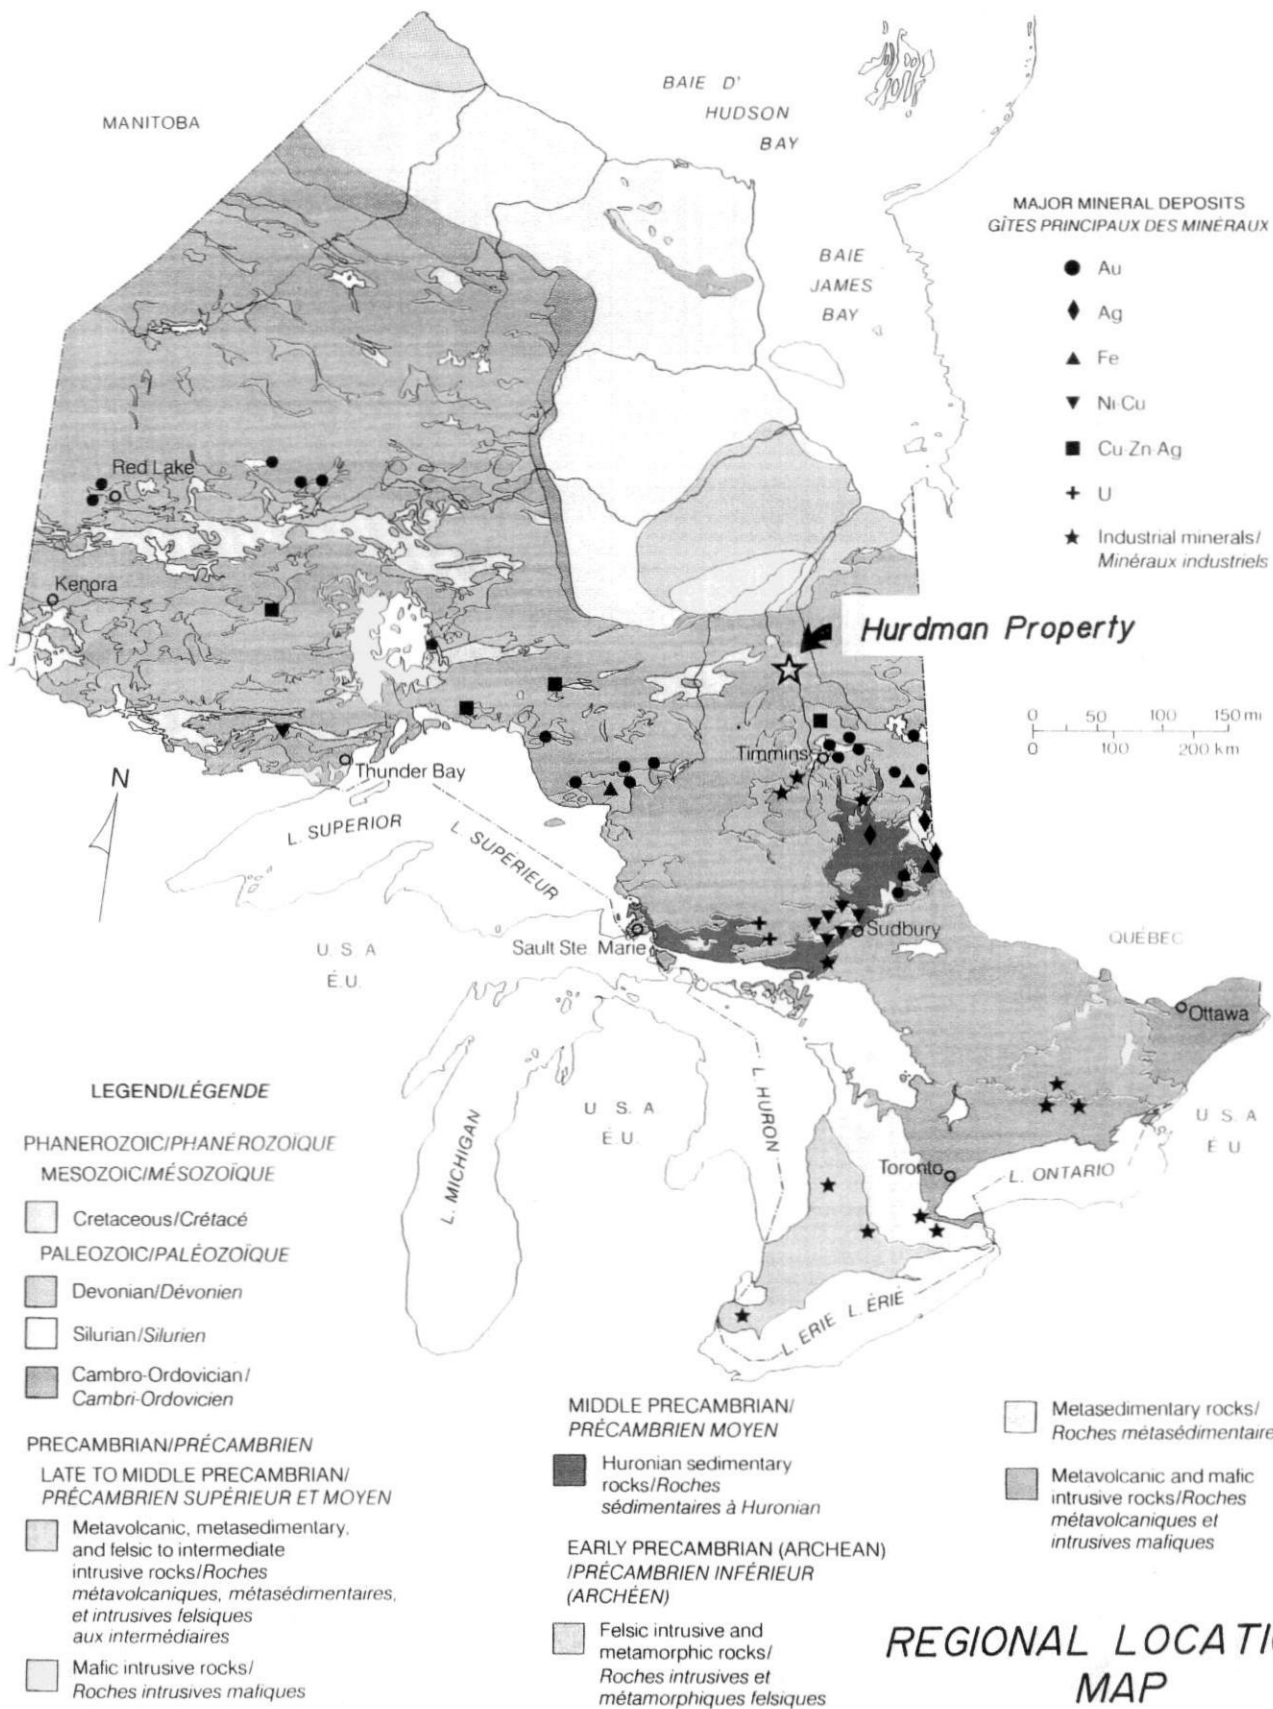 MANITOBA
BAIE D'
HUDSON
BAY
BAIE
JAMES
BAY
MAJOR MINERAL DEPOSITS
GÎTES PRINCIPAUX DES MINÉRAUX
Au
Ag
Fe
Ni·Cu
Cu·Zn·Ag
U
Industrial minerals/
Minéraux industriels
Red Lake
Kenora
Hurdman Property
0 50 100 150 mi
0 100 200 km
Timmins
Thunder Bay
N
L. SUPERIOR
L. SUPÉRIEUR
Sault Ste. Marie
Sudbury
QUÉBEC
U. S. A.
É.U.
Ottawa
L. MICHIGAN
U. S. A.
É.U.
L. HURON
Toronto
L. ONTARIO
U. S. A.
É.U.
L. ERIE L. ÉRIÉ
LEGEND/LÉGENDE
PHANEROZOIC/PHANÉROZOÏQUE
MESOZOIC/MÉSOZOÏQUE
Cretaceous/Crétacé
PALEOZOIC/PALÉOZOÏQUE
Devonian/Dévonien
Silurian/Silurien
Cambro-Ordovician/
Cambri-Ordovicien
PRECAMBRIAN/PRÉCAMBRIEN
LATE TO MIDDLE PRECAMBRIAN/
PRÉCAMBRIEN SUPÉRIEUR ET MOYEN
Metavolcanic, metasedimentary,
and felsic to intermediate
intrusive rocks/Roches
métavolcaniques, métasédimentaires,
et intrusives felsiques
aux intermédiaires
Mafic intrusive rocks/
Roches intrusives mafiques
MIDDLE PRECAMBRIAN/
PRÉCAMBRIEN MOYEN
Huronian sedimentary
rocks/Roches
sédimentaires à Huronian
EARLY PRECAMBRIAN (ARCHEAN)
/PRÉCAMBRIEN INFÉRIEUR
(ARCHÉEN)
Felsic intrusive and
metamorphic rocks/
Roches intrusives et
métamorphiques felsiques
Metasedimentary rocks/
Roches métasédimentaire
Metavolcanic and mafic
intrusive rocks/Roches
métavolcaniques et
intrusives mafiques
REGIONAL LOCATI
MAP